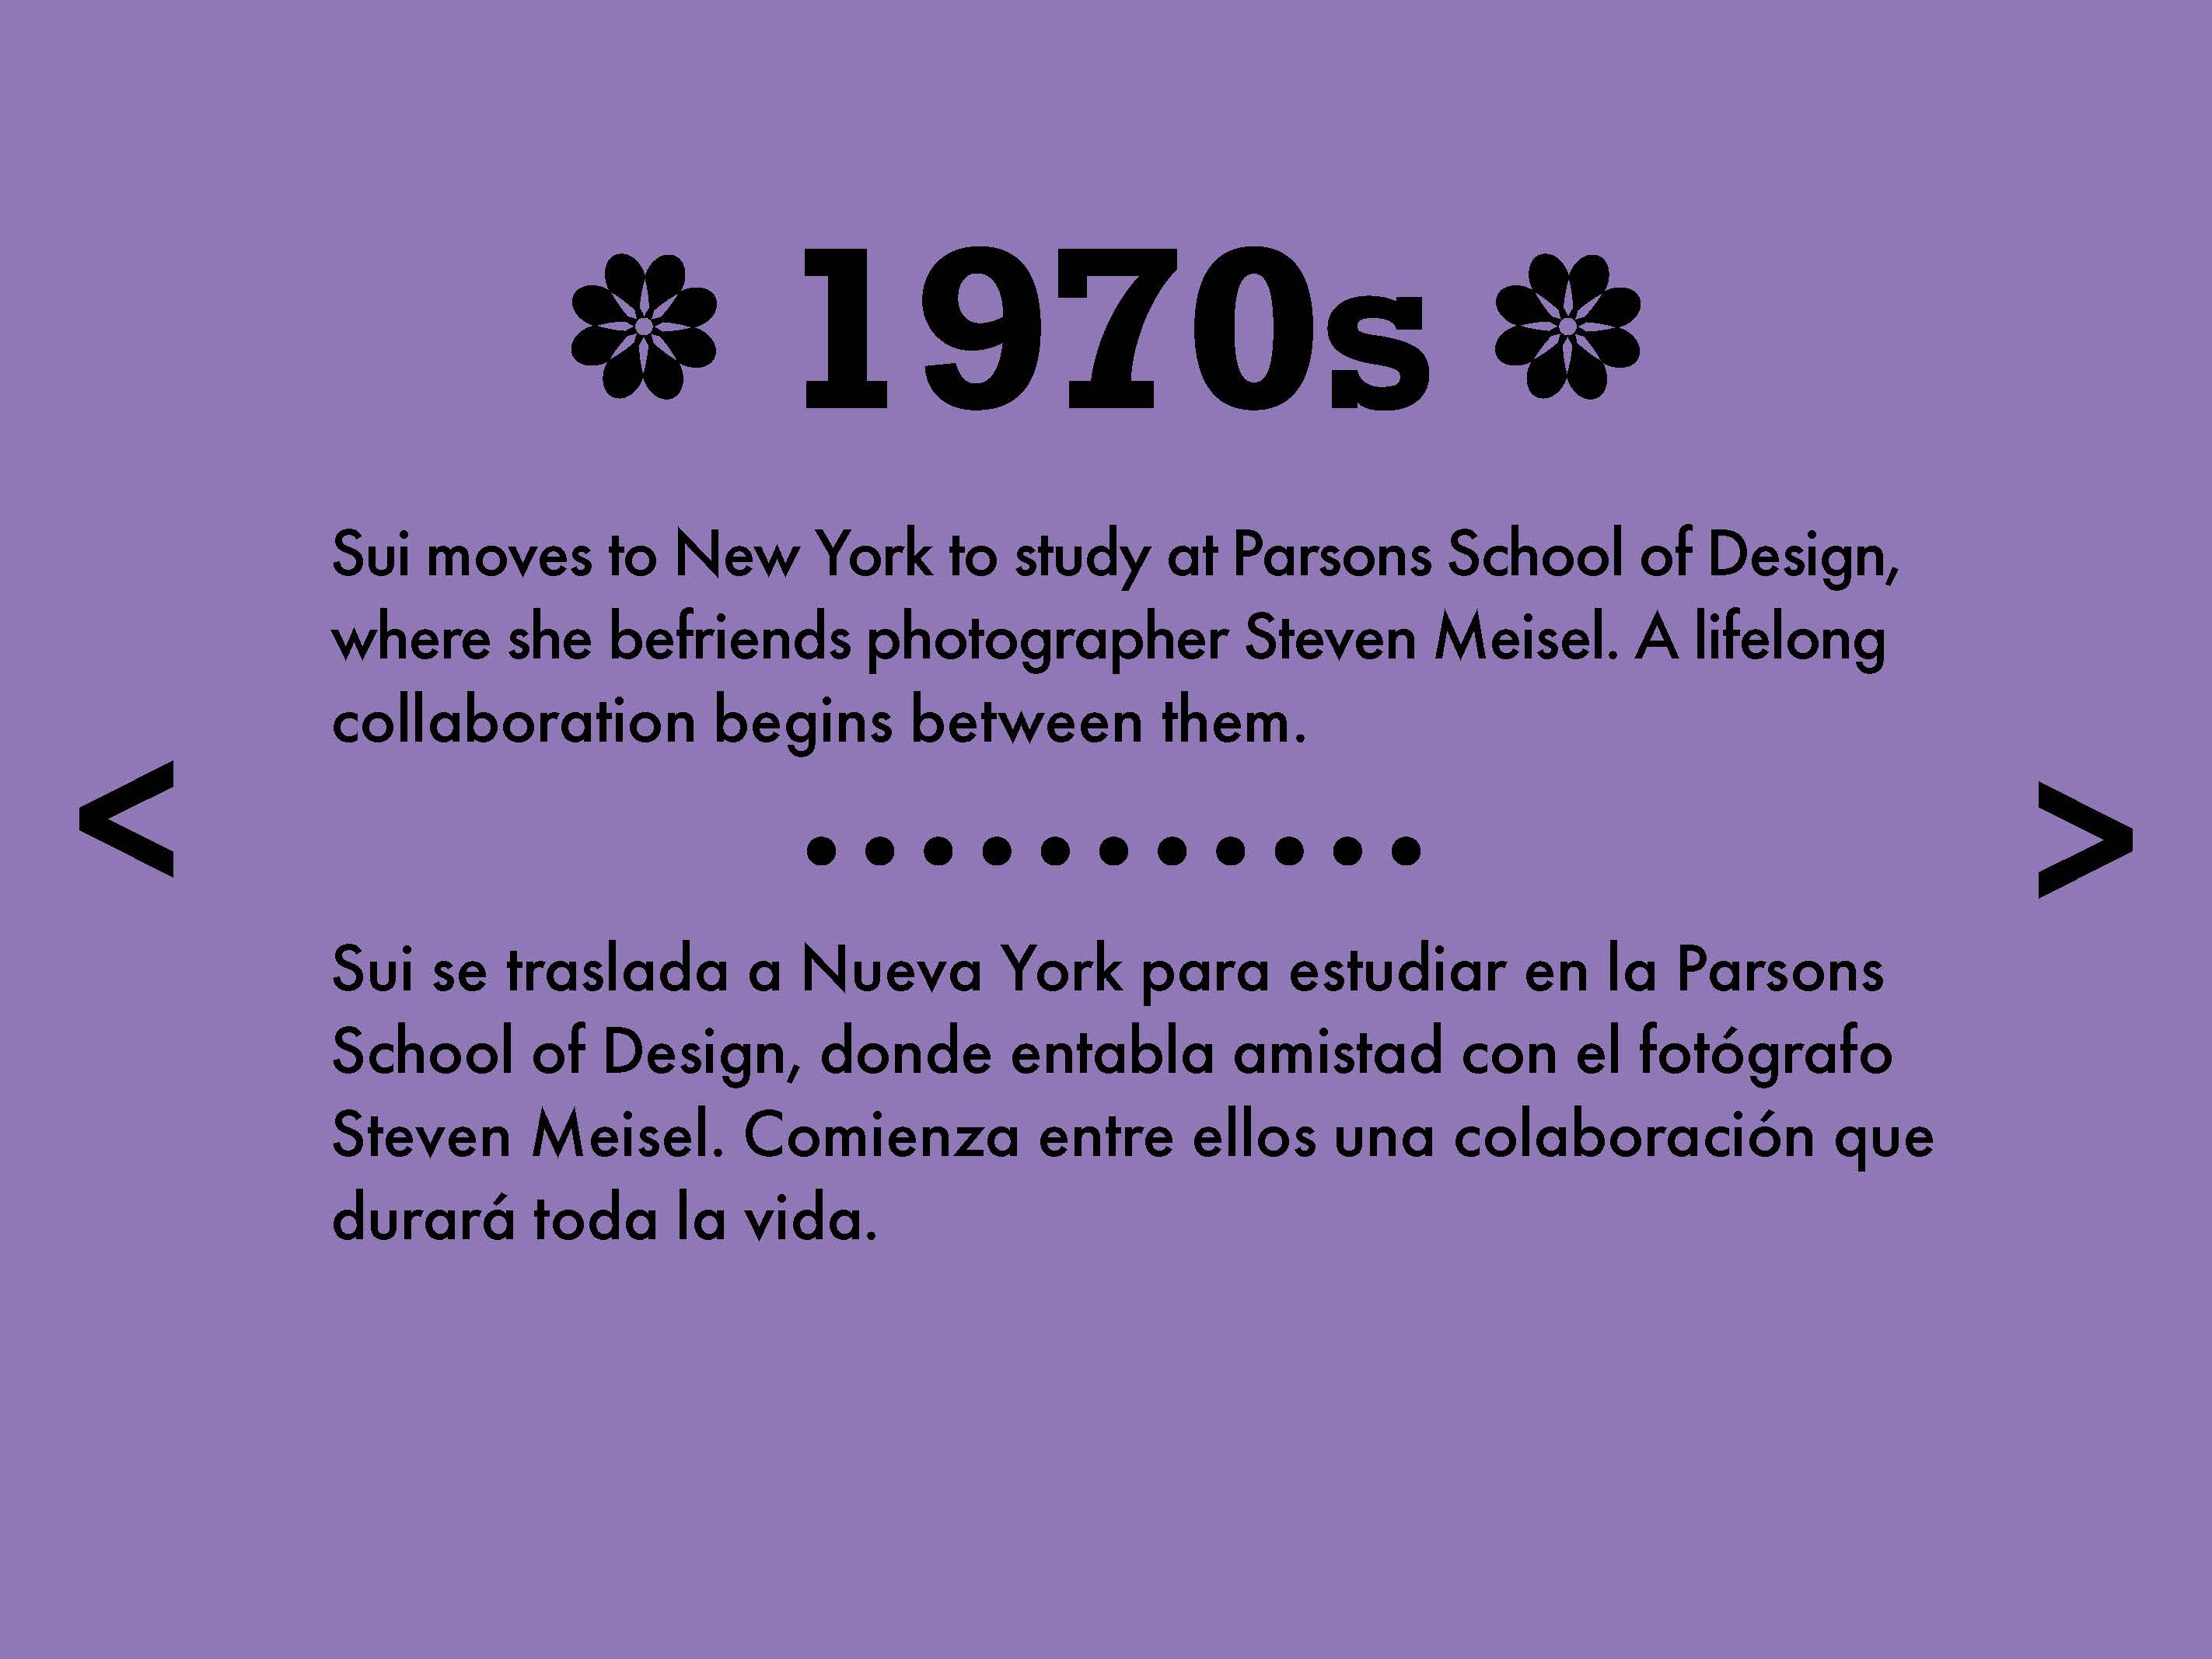 1970s
Sui moves to New York to study at Parsons School of Design,
where she befriends photographer Steven Meisel. A lifelong
collaboration begins between them.
< >
Sui se traslada a Nueva York para estudiar en la Parsons
School of Design, donde entabla amistad con el fotógrafo
Steven Meisel. Comienza entre ellos una colaboración que
durará toda la vida.